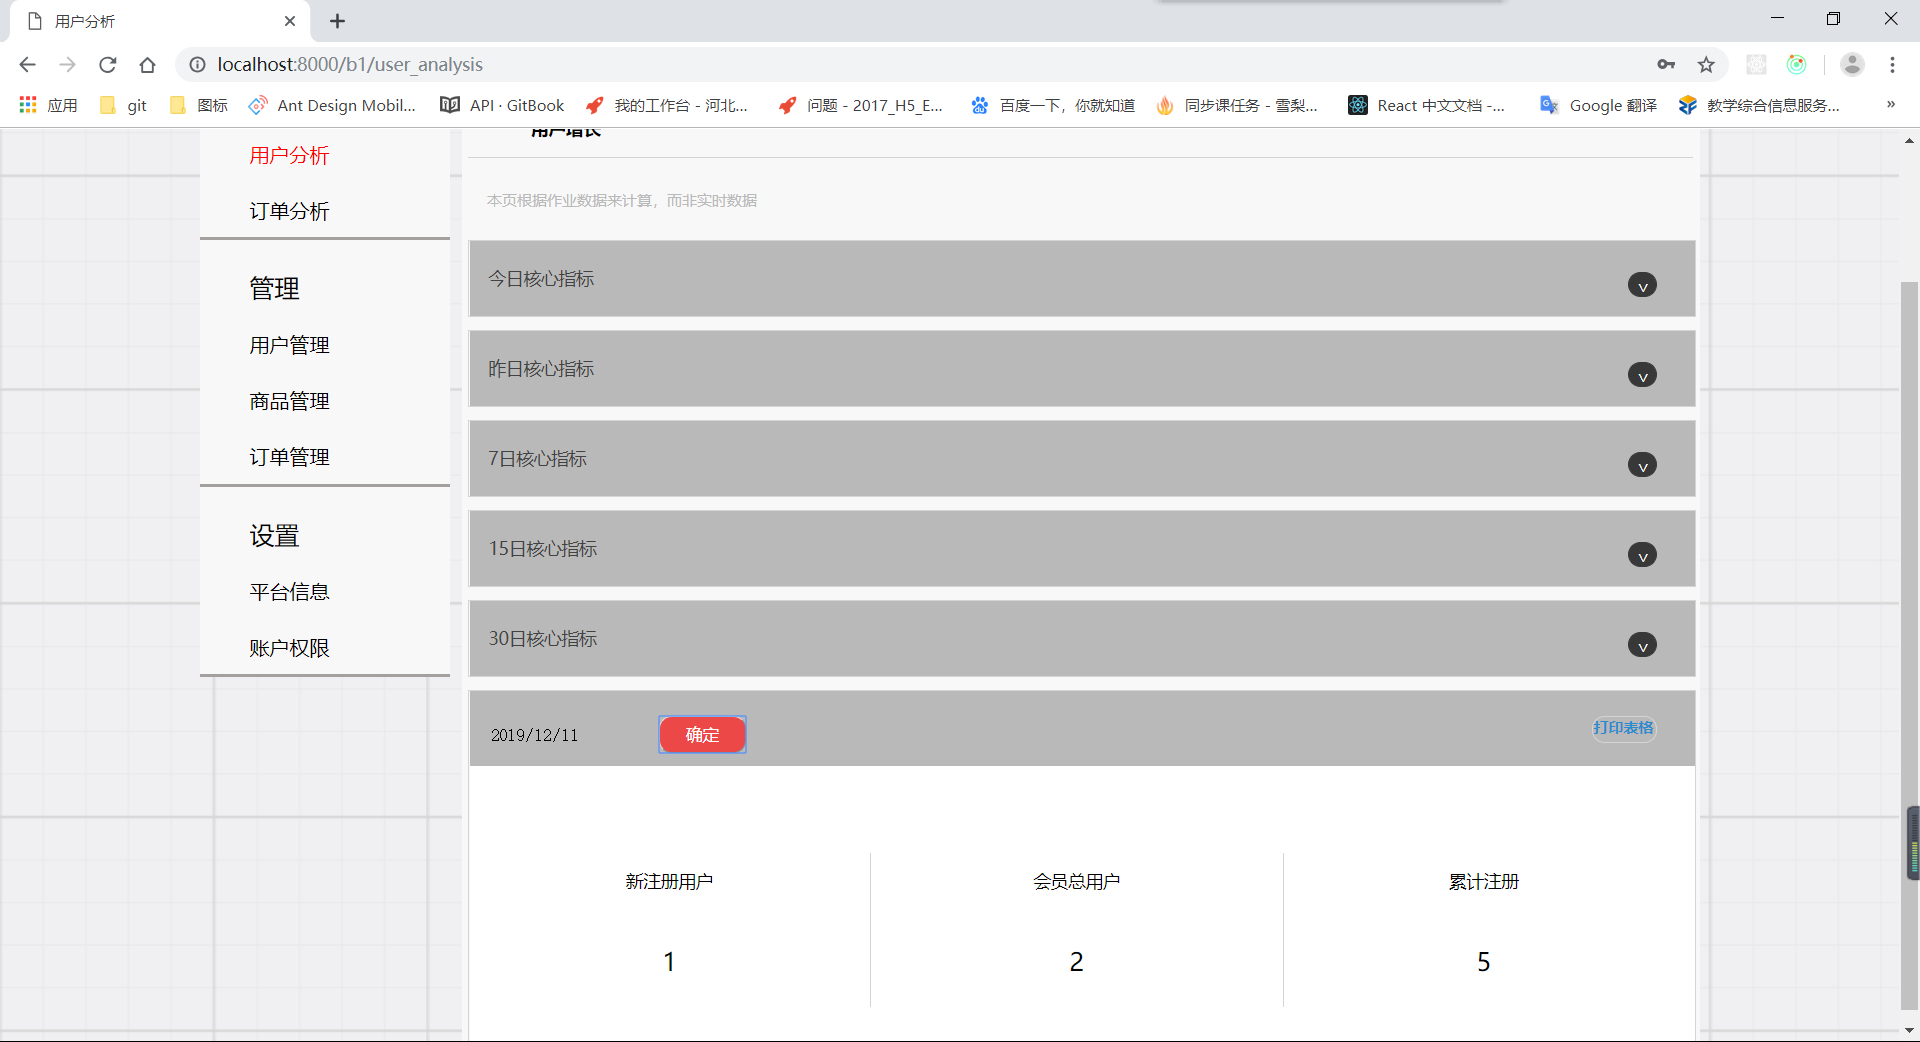 用户分析
localhost:8000/b1/user_analysis
应用
git
图标
Ant Design Mobil...
API · GitBook
我的工作台 - 河北...
问题 - 2017_H5_E...
百度一下，你就知道
同步课任务 - 雪梨...
React 中文文档 -...
Google 翻译
教学综合信息服务...
»
用户分析
订单分析
管理
用户管理
商品管理
订单管理
设置
平台信息
账户权限
用户增长
本页根据作业数据来计算，而非实时数据
今日核心指标
v
昨日核心指标
v
7日核心指标
v
15日核心指标
v
30日核心指标
v
2019/12/11
确定
打印表格
新注册用户
会员总用户
累计注册
1
2
5